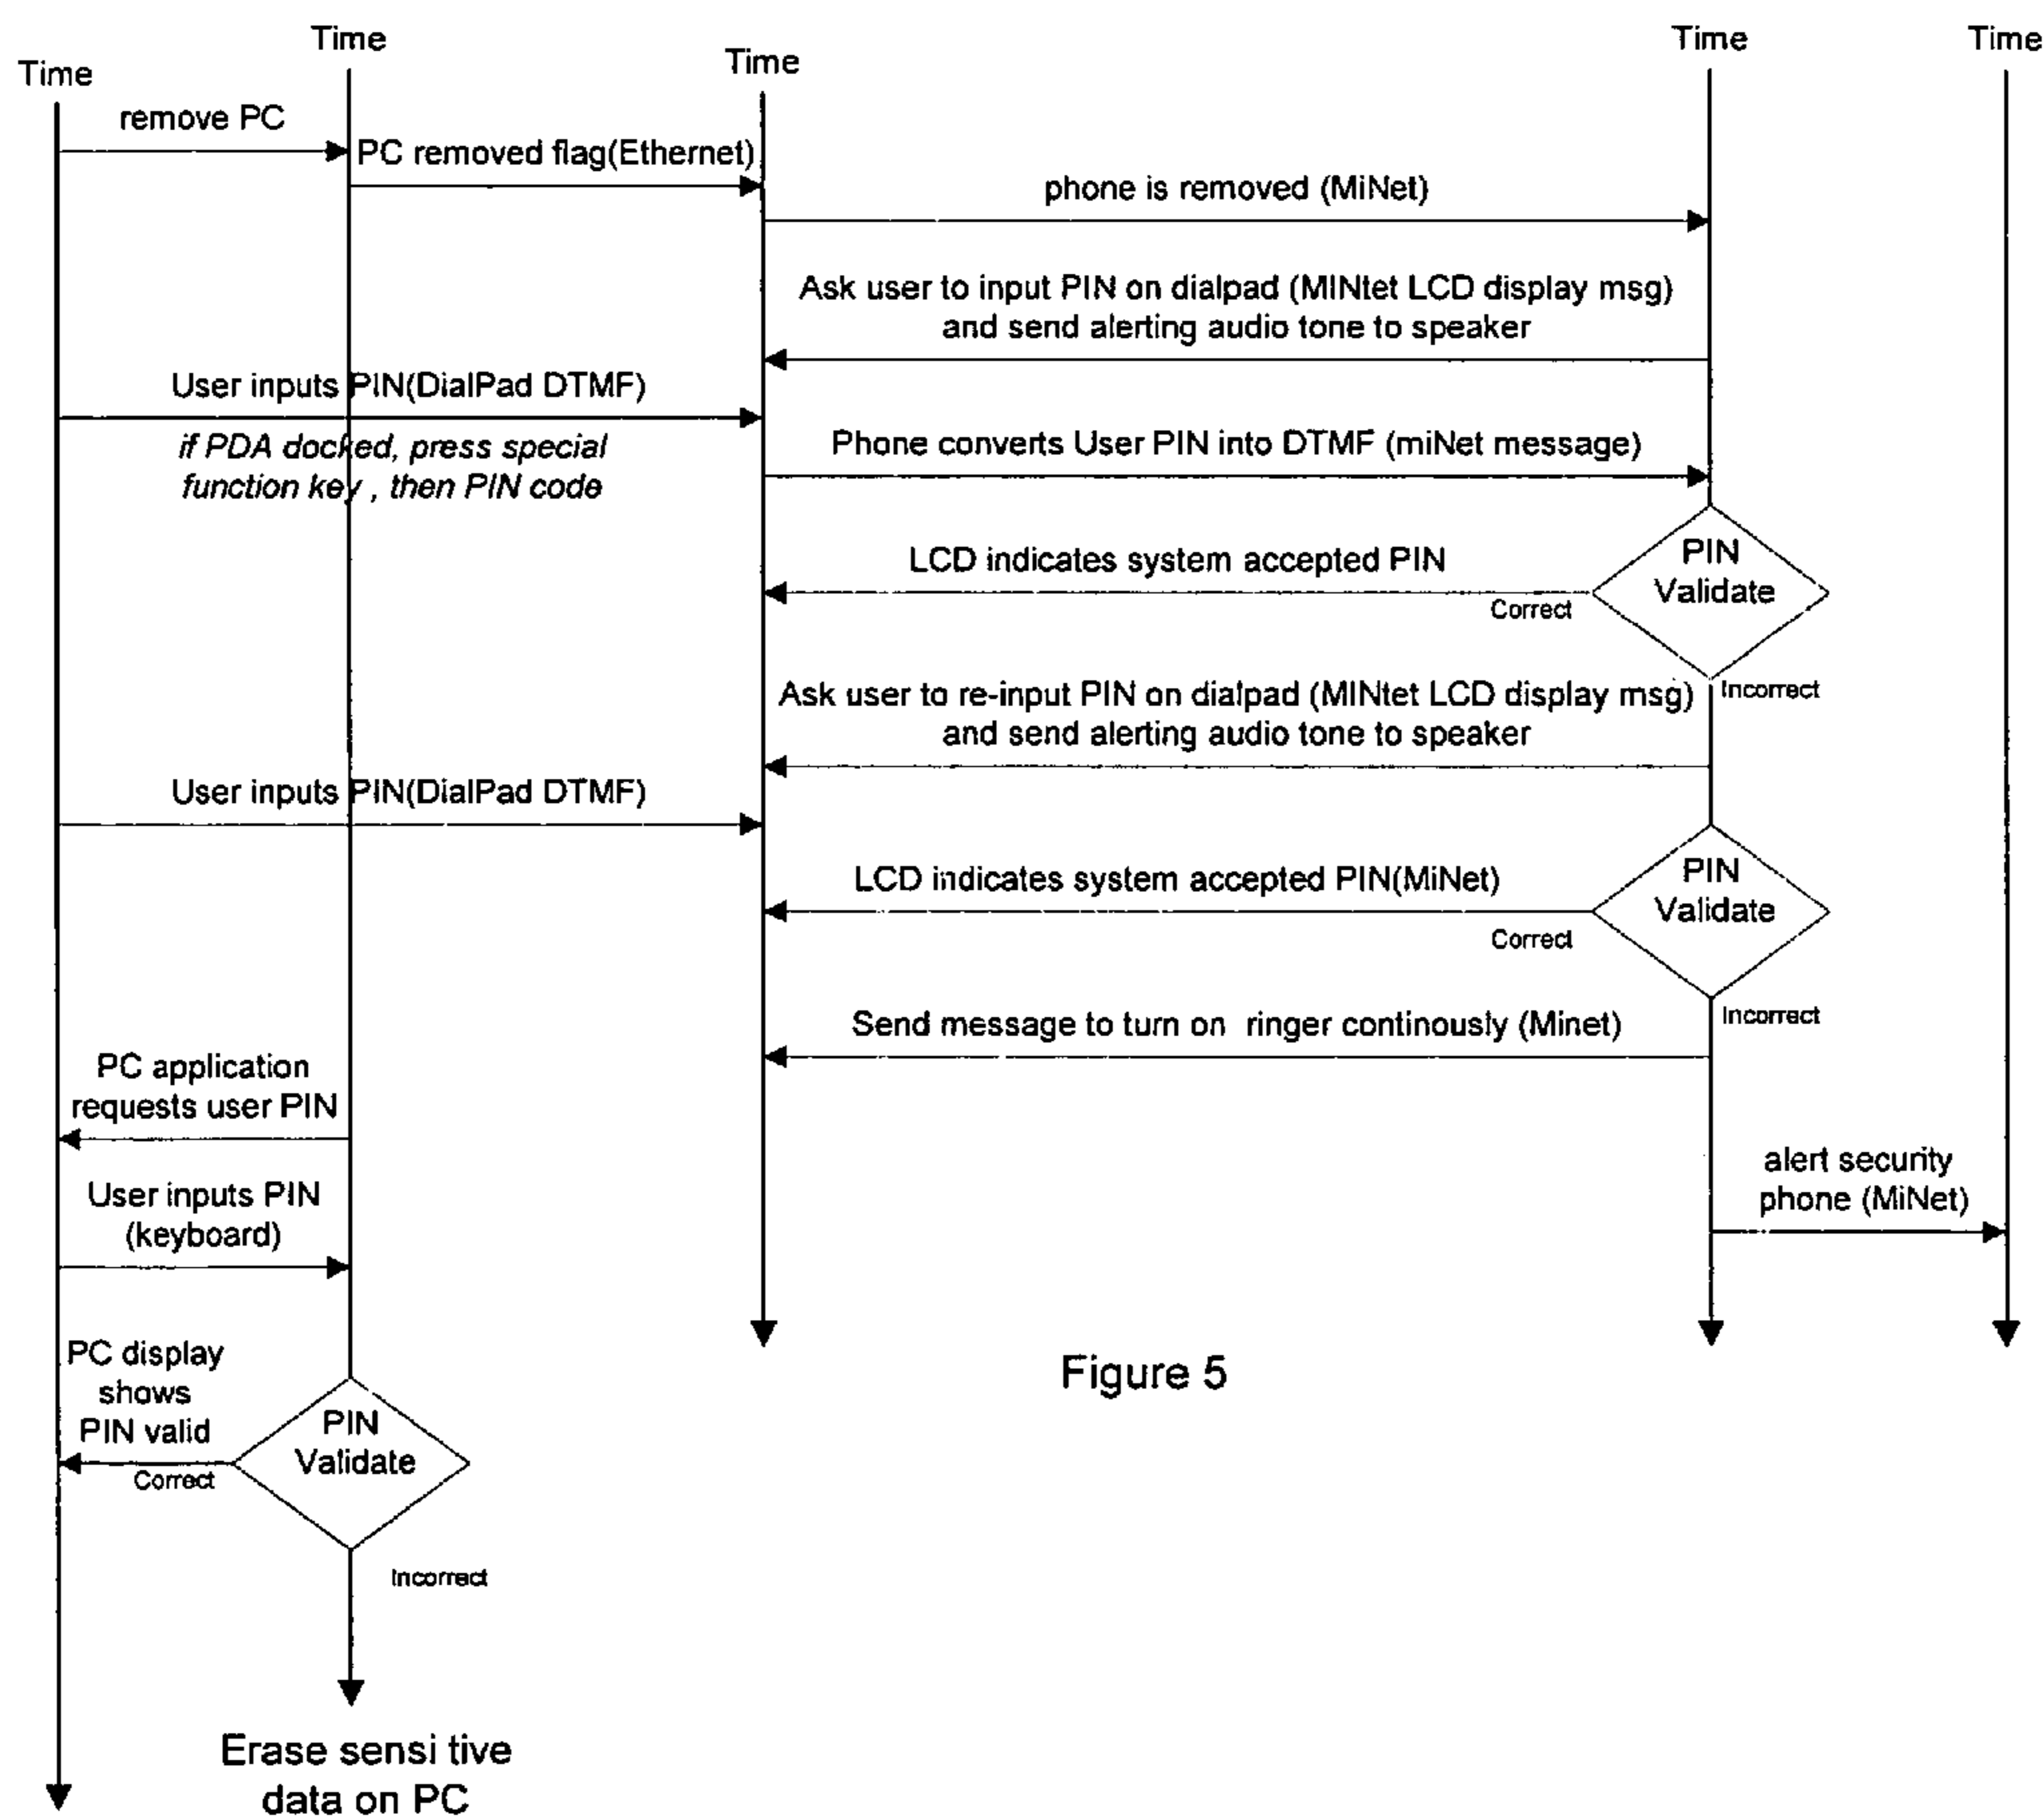 Time
Time
Time
Time
Time
remove PC
PC removed flag(Ethernet)
phone is removed (MiNet)
Ask user to input PIN on dialpad (MINtet LCD display msg)
and send alerting audio tone to speaker
User inputs PIN(DialPad DTMF)
if PDA docked, press special
function key , then PIN code
Phone converts User PIN into DTMF (miNet message)
PIN
Validate
LCD indicates system accepted PIN
Correct
Incorrect
Ask user to re-input PIN on dialpad (MINtet LCD display msg)
and send alerting audio tone to speaker
User inputs PIN(DialPad DTMF)
PIN
Validate
LCD indicates system accepted PIN(MiNet)
Correct
Incorrect
Send message to turn on ringer continously (Minet)
PC application
requests user PIN
alert security
phone (MiNet)
User inputs PIN
(keyboard)
PC display
shows
PIN valid
Correct
PIN
Validate
Incorrect
Figure 5
Erase sensi tive
data on PC